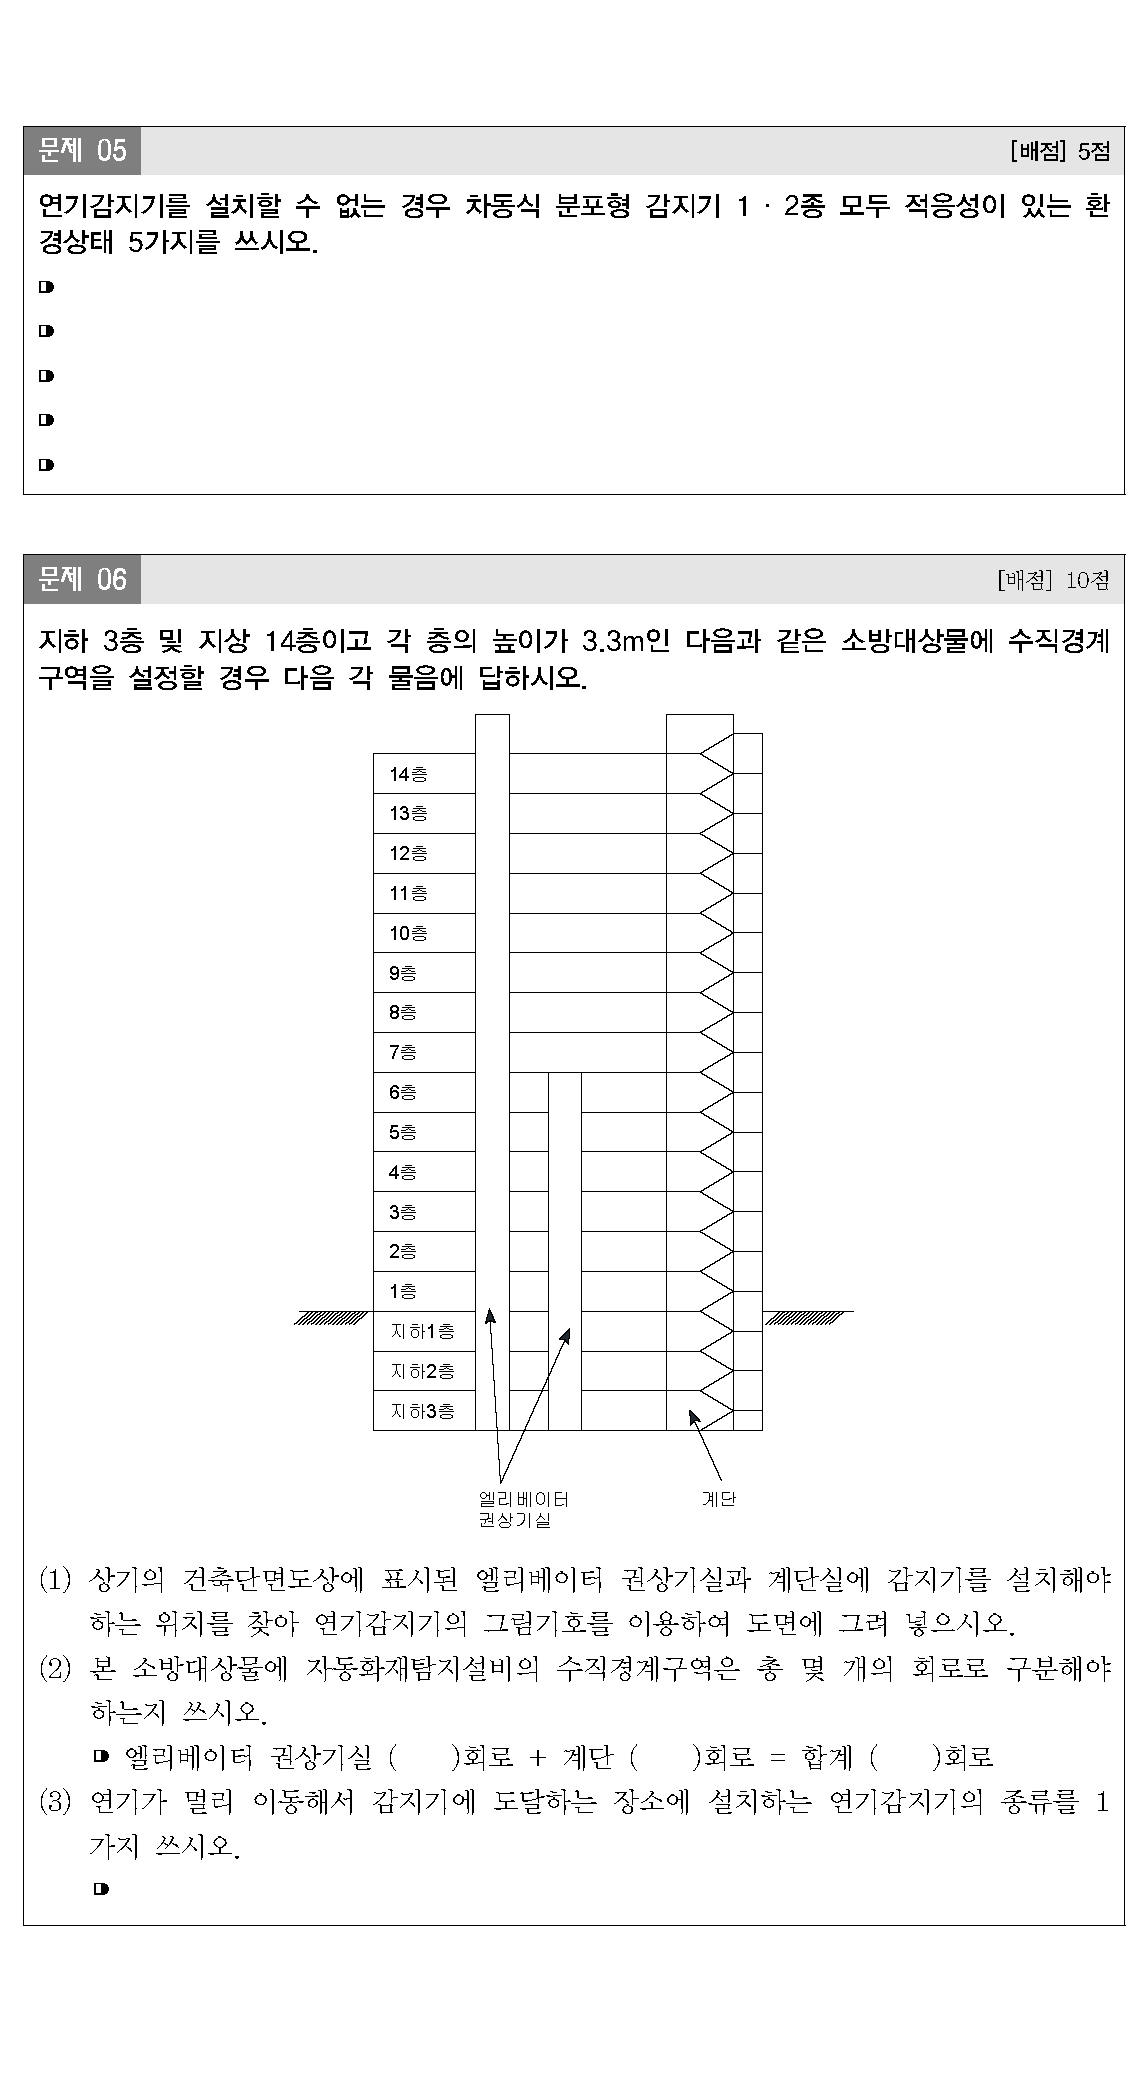 문제 05
[배점] 5점
연기감지기를 설치할 수 없는 경우 차동식 분포형 감지기 1 · 2종 모두 적응성이 있는 환
경상태 5가지를 쓰시오.
문제 06
[배점] 10점
지하 3층 및 지상 14층이고 각 층의 높이가 3.3m인 다음과 같은 소방대상물에 수직경계
구역을 설정할 경우 다음 각 물음에 답하시오.
14층
13층
12층
11층
10층
9층
8층
7층
6층
5층
4층
3층
2층
1층
지하1층
지하2층
지하3층
엘리베이터
권상기실
계단
(1) 상기의 건축단면도상에 표시된 엘리베이터 권상기실과 계단실에 감지기를 설치해야
하는 위치를 찾아 연기감지기의 그림기호를 이용하여 도면에 그려 넣으시오.
(2) 본 소방대상물에 자동화재탐지설비의 수직경계구역은 총 몇 개의 회로로 구분해야
하는지 쓰시오.
엘리베이터 권상기실 (    )회로 + 계단 (    )회로 = 합계 (    )회로
(3) 연기가 멀리 이동해서 감지기에 도달하는 장소에 설치하는 연기감지기의 종류를 1
가지 쓰시오.